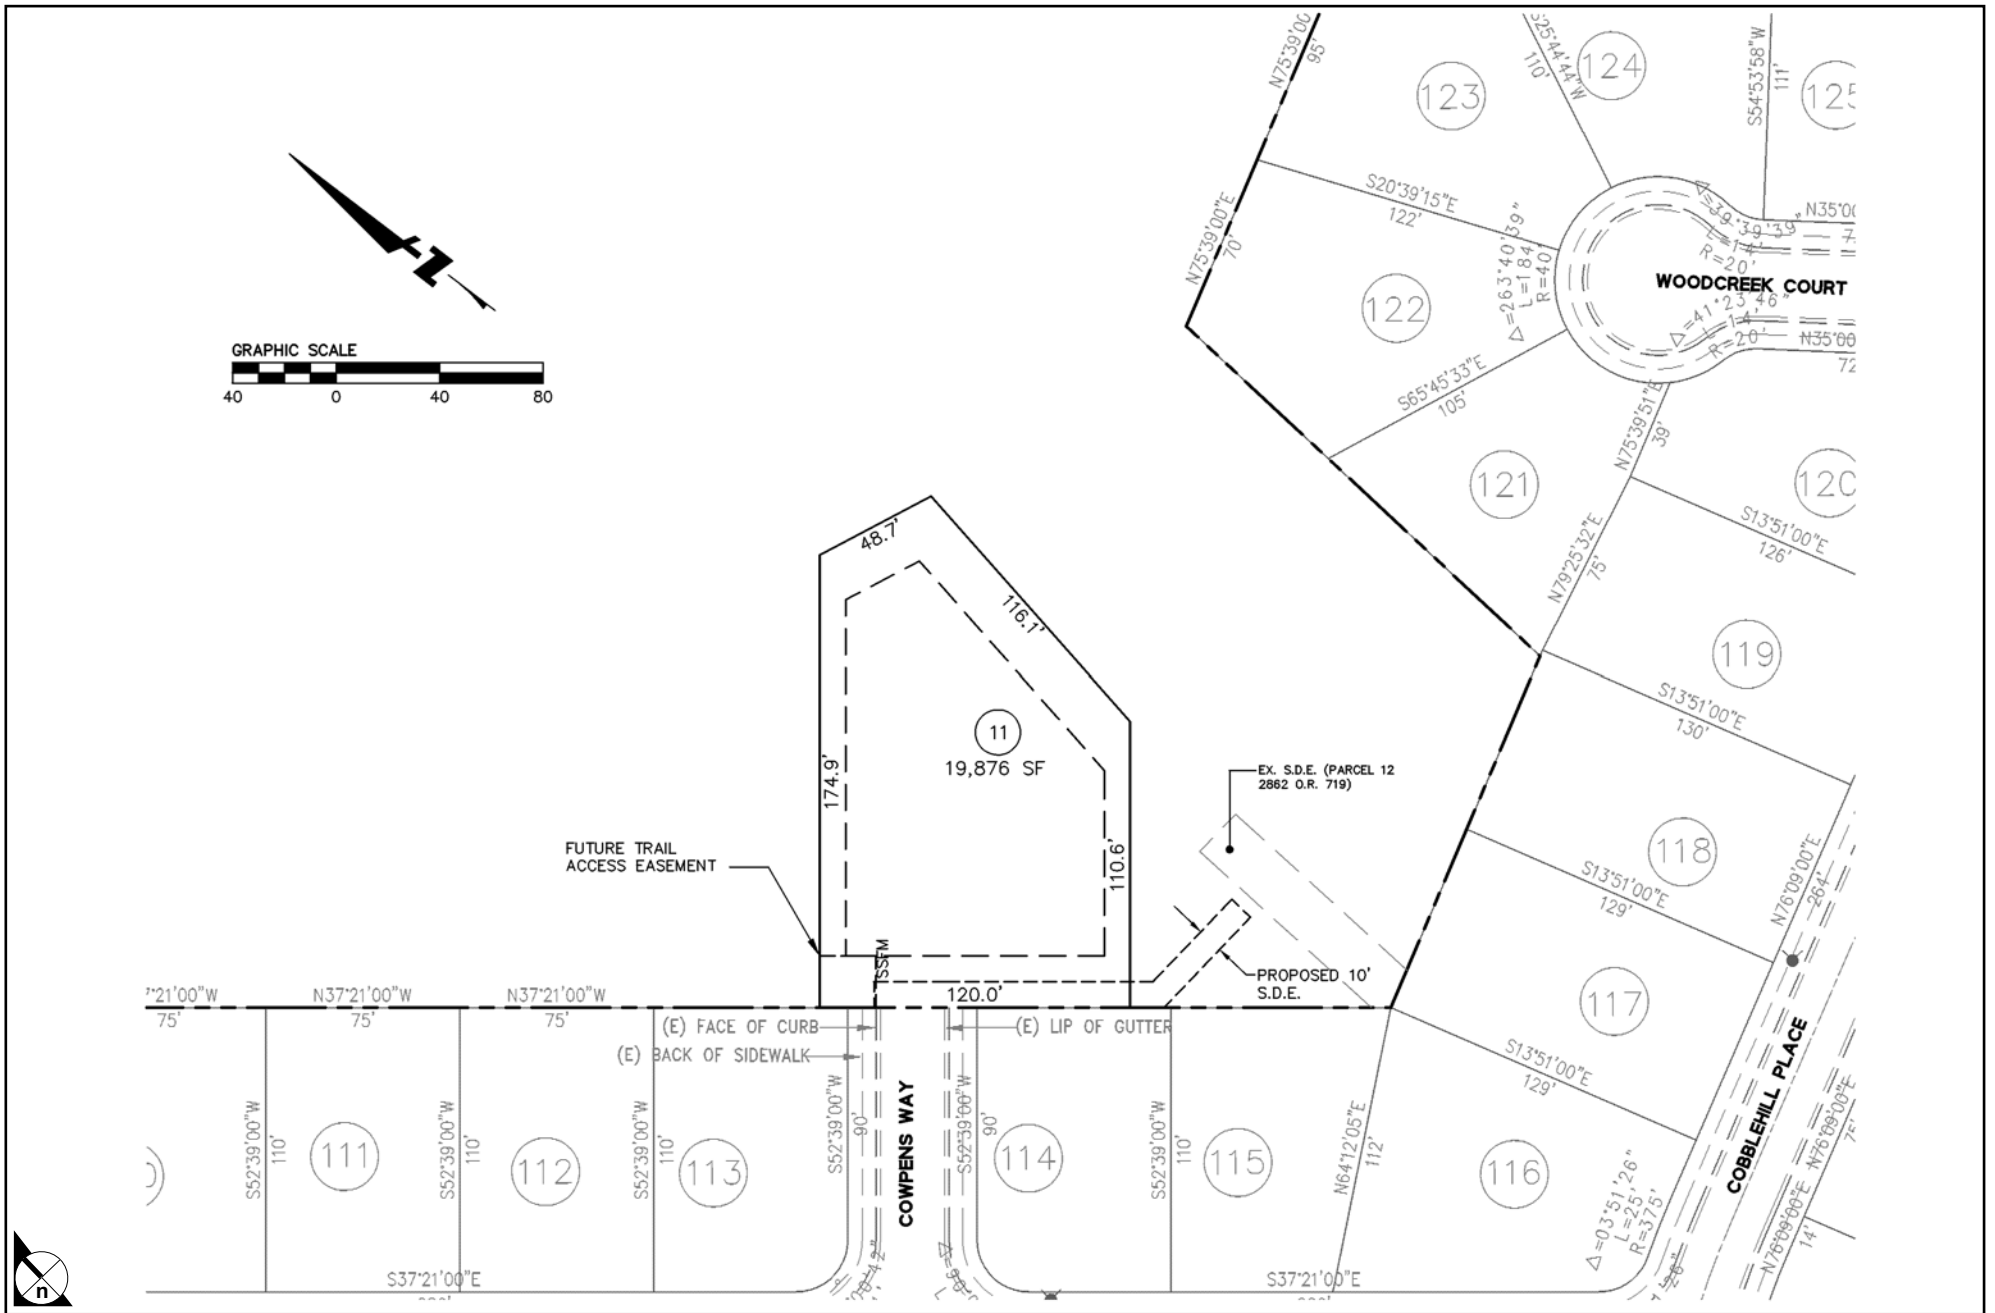 N75°39'00
95'
S25°44'44"W
110'
S54°53'58"W
111'
123
124
125
S20°39'15"E
122'
N75°39'00"E
70'
122
Δ=263°40'39"
L=184'
R=40'
Δ=39°39'39"
L=14'
R=20'
N35°00
WOODCREEK COURT
Δ=41°23'46"
L=14'
R=20'
N35°00
72
GRAPHIC SCALE
40 0 40 80
S65°45'33"E
105'
N75°39'51"E
39'
121
120
S13°51'00"E
126'
N79°25'32"E
75'
48.7'
116.1'
11
19,876 SF
174.9'
110.6'
119
S13°51'00"E
130'
EX. S.D.E. (PARCEL 12
2862 O.R. 719)
FUTURE TRAIL
ACCESS EASEMENT
118
S13°51'00"E
129'
N76°09'00"E
264'
SSFM
PROPOSED 10'
S.D.E.
120.0'
117
°21'00"W
75'
N37°21'00"W
75'
N37°21'00"W
75'
(E) FACE OF CURB
(E) LIP OF GUTTER
(E) BACK OF SIDEWALK
S13°51'00"E
129'
COBBLEHILL PLACE
S52°39'00"W
110'
111
S52°39'00"W
110'
112
S52°39'00"W
110'
113
S52°39'00"W
90'
COWPENS WAY
S52°39'00"W
90'
114
S52°39'00"W
110'
115
N64°12'05"E
112'
116
Δ=03°51'26"
L=25'
R=375'
N76°09'00"E
75'
N76°09'00"E
14'
S37°21'00"E
S37°21'00"E
n